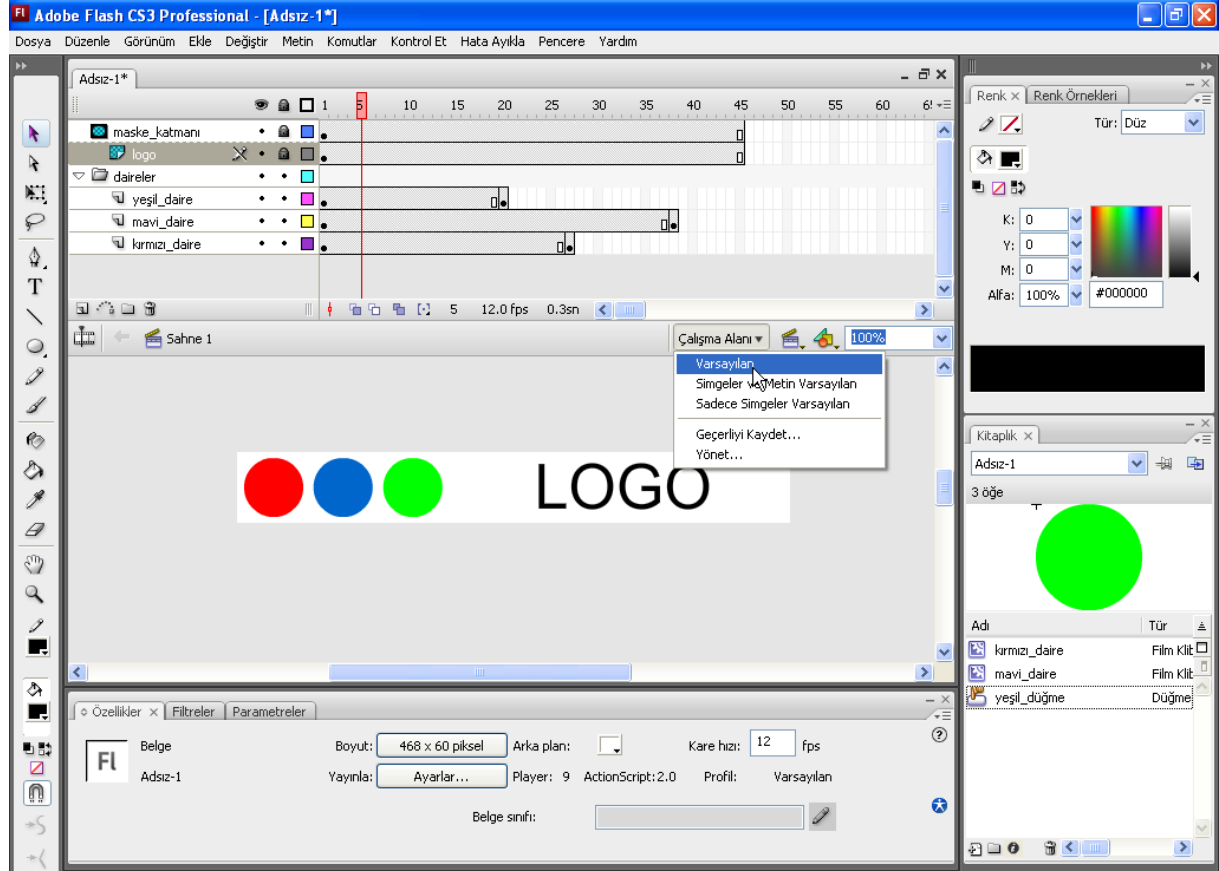 Adobe Flash CS3 Professional - [Adsız-1*]
Dosya Düzenle Görünüm Ekle Değiştir Metin Komutlar Kontrol Et Hata Ayıkla Pencere Yardım
Adsız-1*
1 5 10 15 20 25 30 35 40 45 50 55 60
maske_katmanı
logo
daireler
yeşil_daire
mavi_daire
kırmızı_daire
5 12.0 fps 0.3sn
Sahne 1
Çalışma Alanı
100%
Varsayılan
Simgeler ve Metin Varsayılan
Sadece Simgeler Varsayılan
Geçerliyi Kaydet...
Yönet...
LOGO
Özellikler Filtreler Parametreler
Fl
Belge
Adsız-1
Boyut: 468 x 60 piksel Arka plan: Kare hızı: 12 fps
Yayınla: Ayarlar... Player: 9 ActionScript: 2.0 Profil: Varsayılan
Belge sınıfı:
Renk Renk Örnekleri
Tür: Düz
K: 0
Y: 0
M: 0
Alfa: 100% #000000
Kitaplık
Adsız-1
3 öğe
Adı Tür
kırmızı_daire Film Klit
mavi_daire Film Klit
yeşil_düğme Düğme